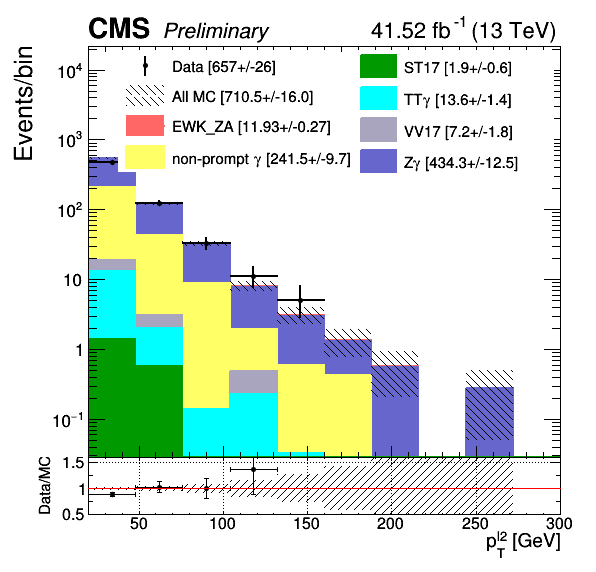 CMS Preliminary 41.52 fb⁻¹ (13 TeV)
Events/bin
10⁴
10³
10²
10
1
10⁻¹
Data [657+/-26]
All MC [710.5+/-16.0]
EWK_ZA [11.93+/-0.27]
non-prompt γ [241.5+/-9.7]
ST17 [1.9+/-0.6]
TTγ [13.6+/-1.4]
VV17 [7.2+/-1.8]
Zγ [434.3+/-12.5]
Data/MC
1.5
1
0.5
50 100 150 200 250 300
p_T^l2 [GeV]